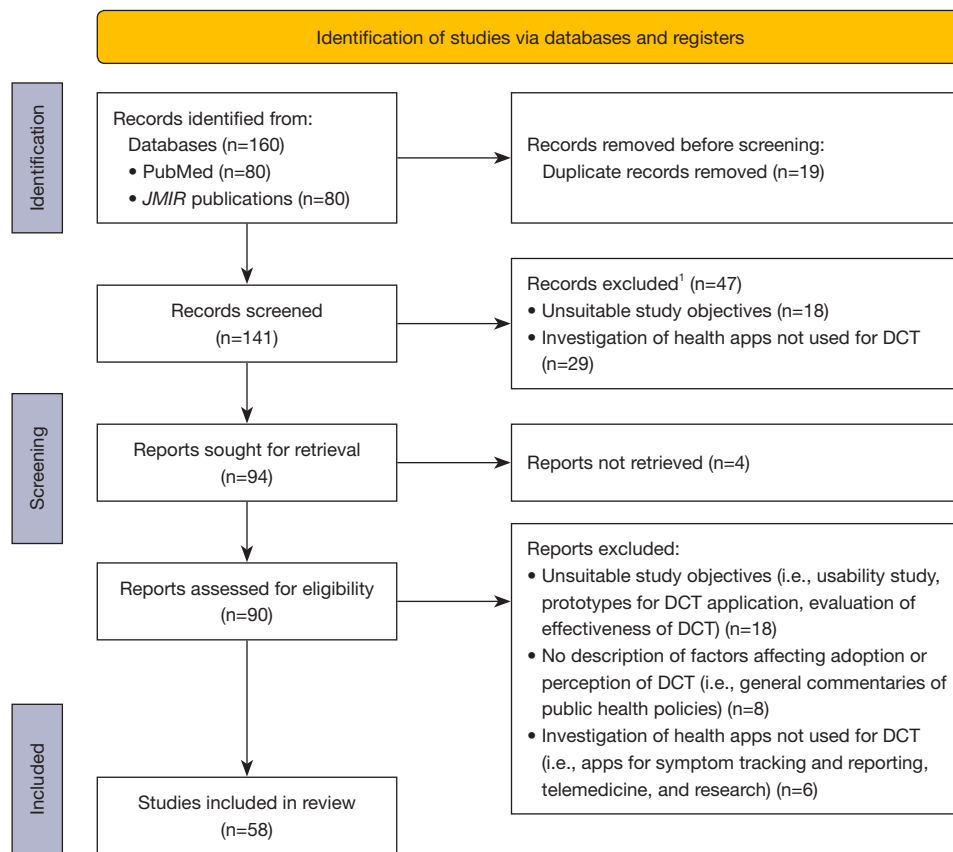 Identification of studies via databases and registers
Identification
Records identified from:
Databases (n=160)
• PubMed (n=80)
• JMIR publications (n=80)
Records removed before screening:
Duplicate records removed (n=19)
Records screened
(n=141)
Records excluded¹ (n=47)
• Unsuitable study objectives (n=18)
• Investigation of health apps not used for DCT
(n=29)
Screening
Reports sought for retrieval
(n=94)
Reports not retrieved (n=4)
Reports assessed for eligibility
(n=90)
Reports excluded:
• Unsuitable study objectives (i.e., usability study,
prototypes for DCT application, evaluation of
effectiveness of DCT) (n=18)
• No description of factors affecting adoption or
perception of DCT (i.e., general commentaries of
public health policies) (n=8)
• Investigation of health apps not used for DCT
(i.e., apps for symptom tracking and reporting,
telemedicine, and research) (n=6)
Included
Studies included in review
(n=58)